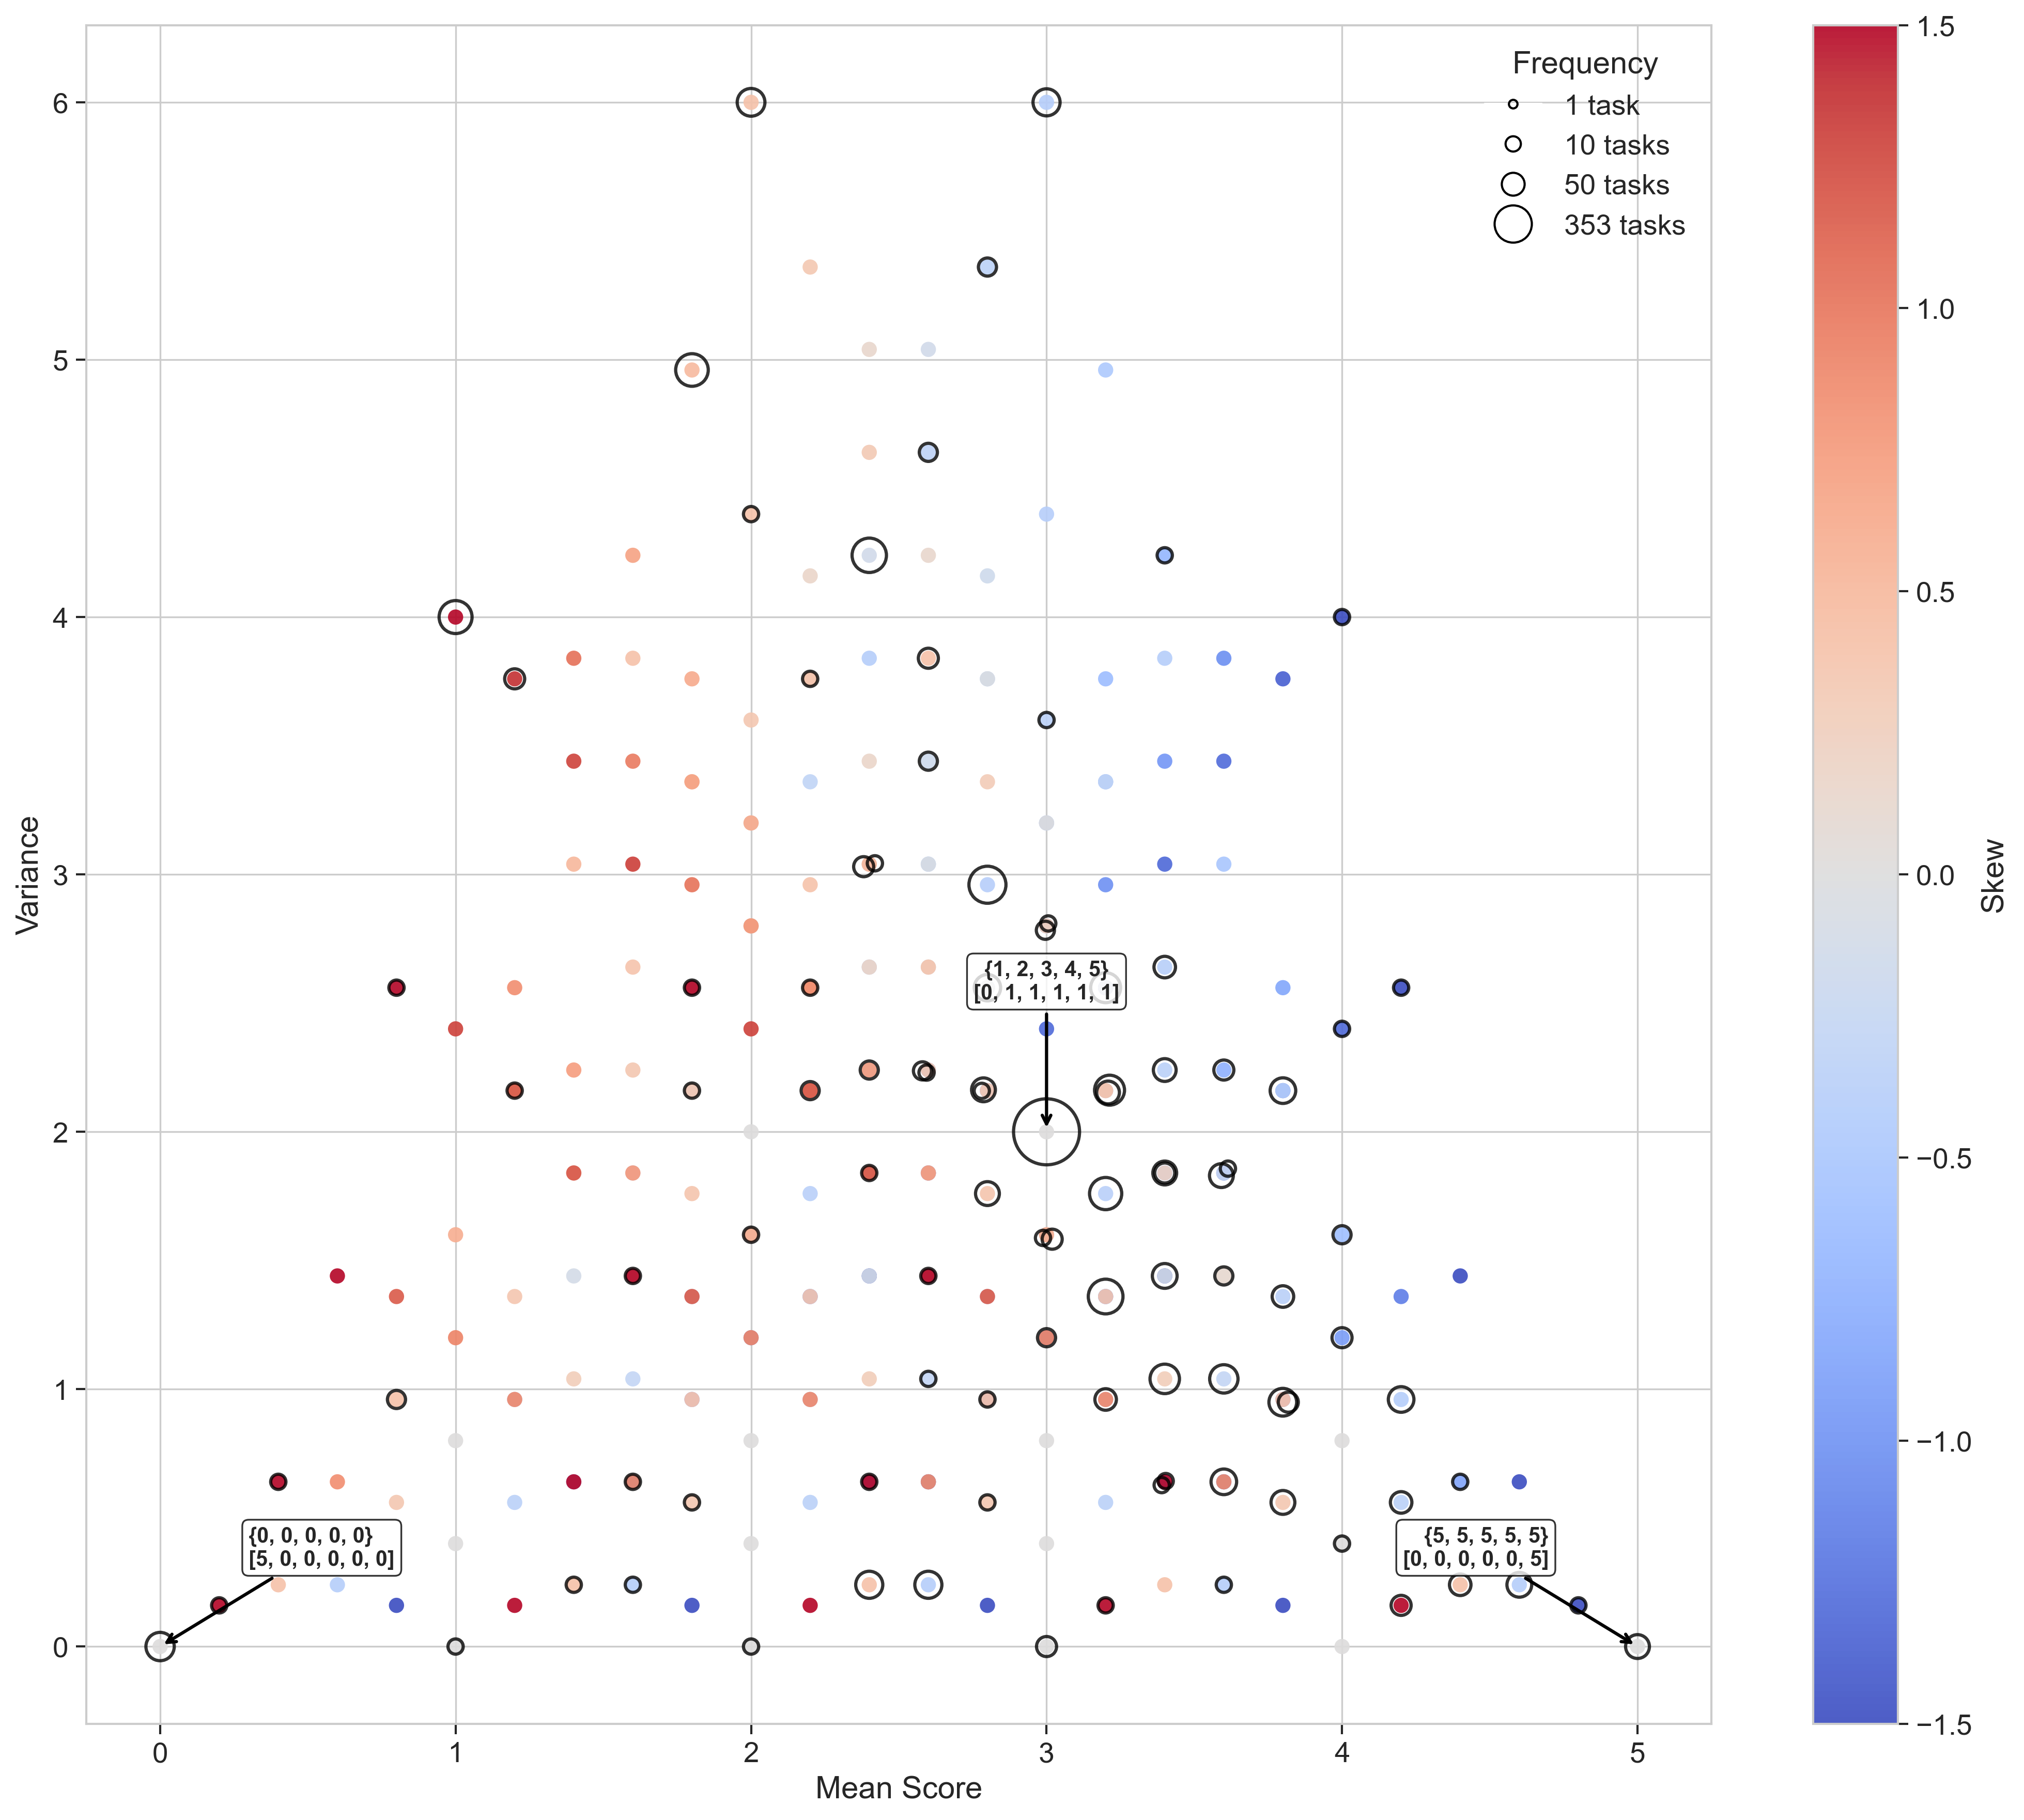 Frequency
1 task
10 tasks
50 tasks
353 tasks
6
5
4
3
2
1
0
Variance
{1, 2, 3, 4, 5}
[0, 1, 1, 1, 1, 1]
{0, 0, 0, 0, 0}
[5, 0, 0, 0, 0, 0]
{5, 5, 5, 5, 5}
[0, 0, 0, 0, 0, 5]
0 1 2 3 4 5
Mean Score
1.5
1.0
0.5
0.0
−0.5
−1.0
−1.5
Skew